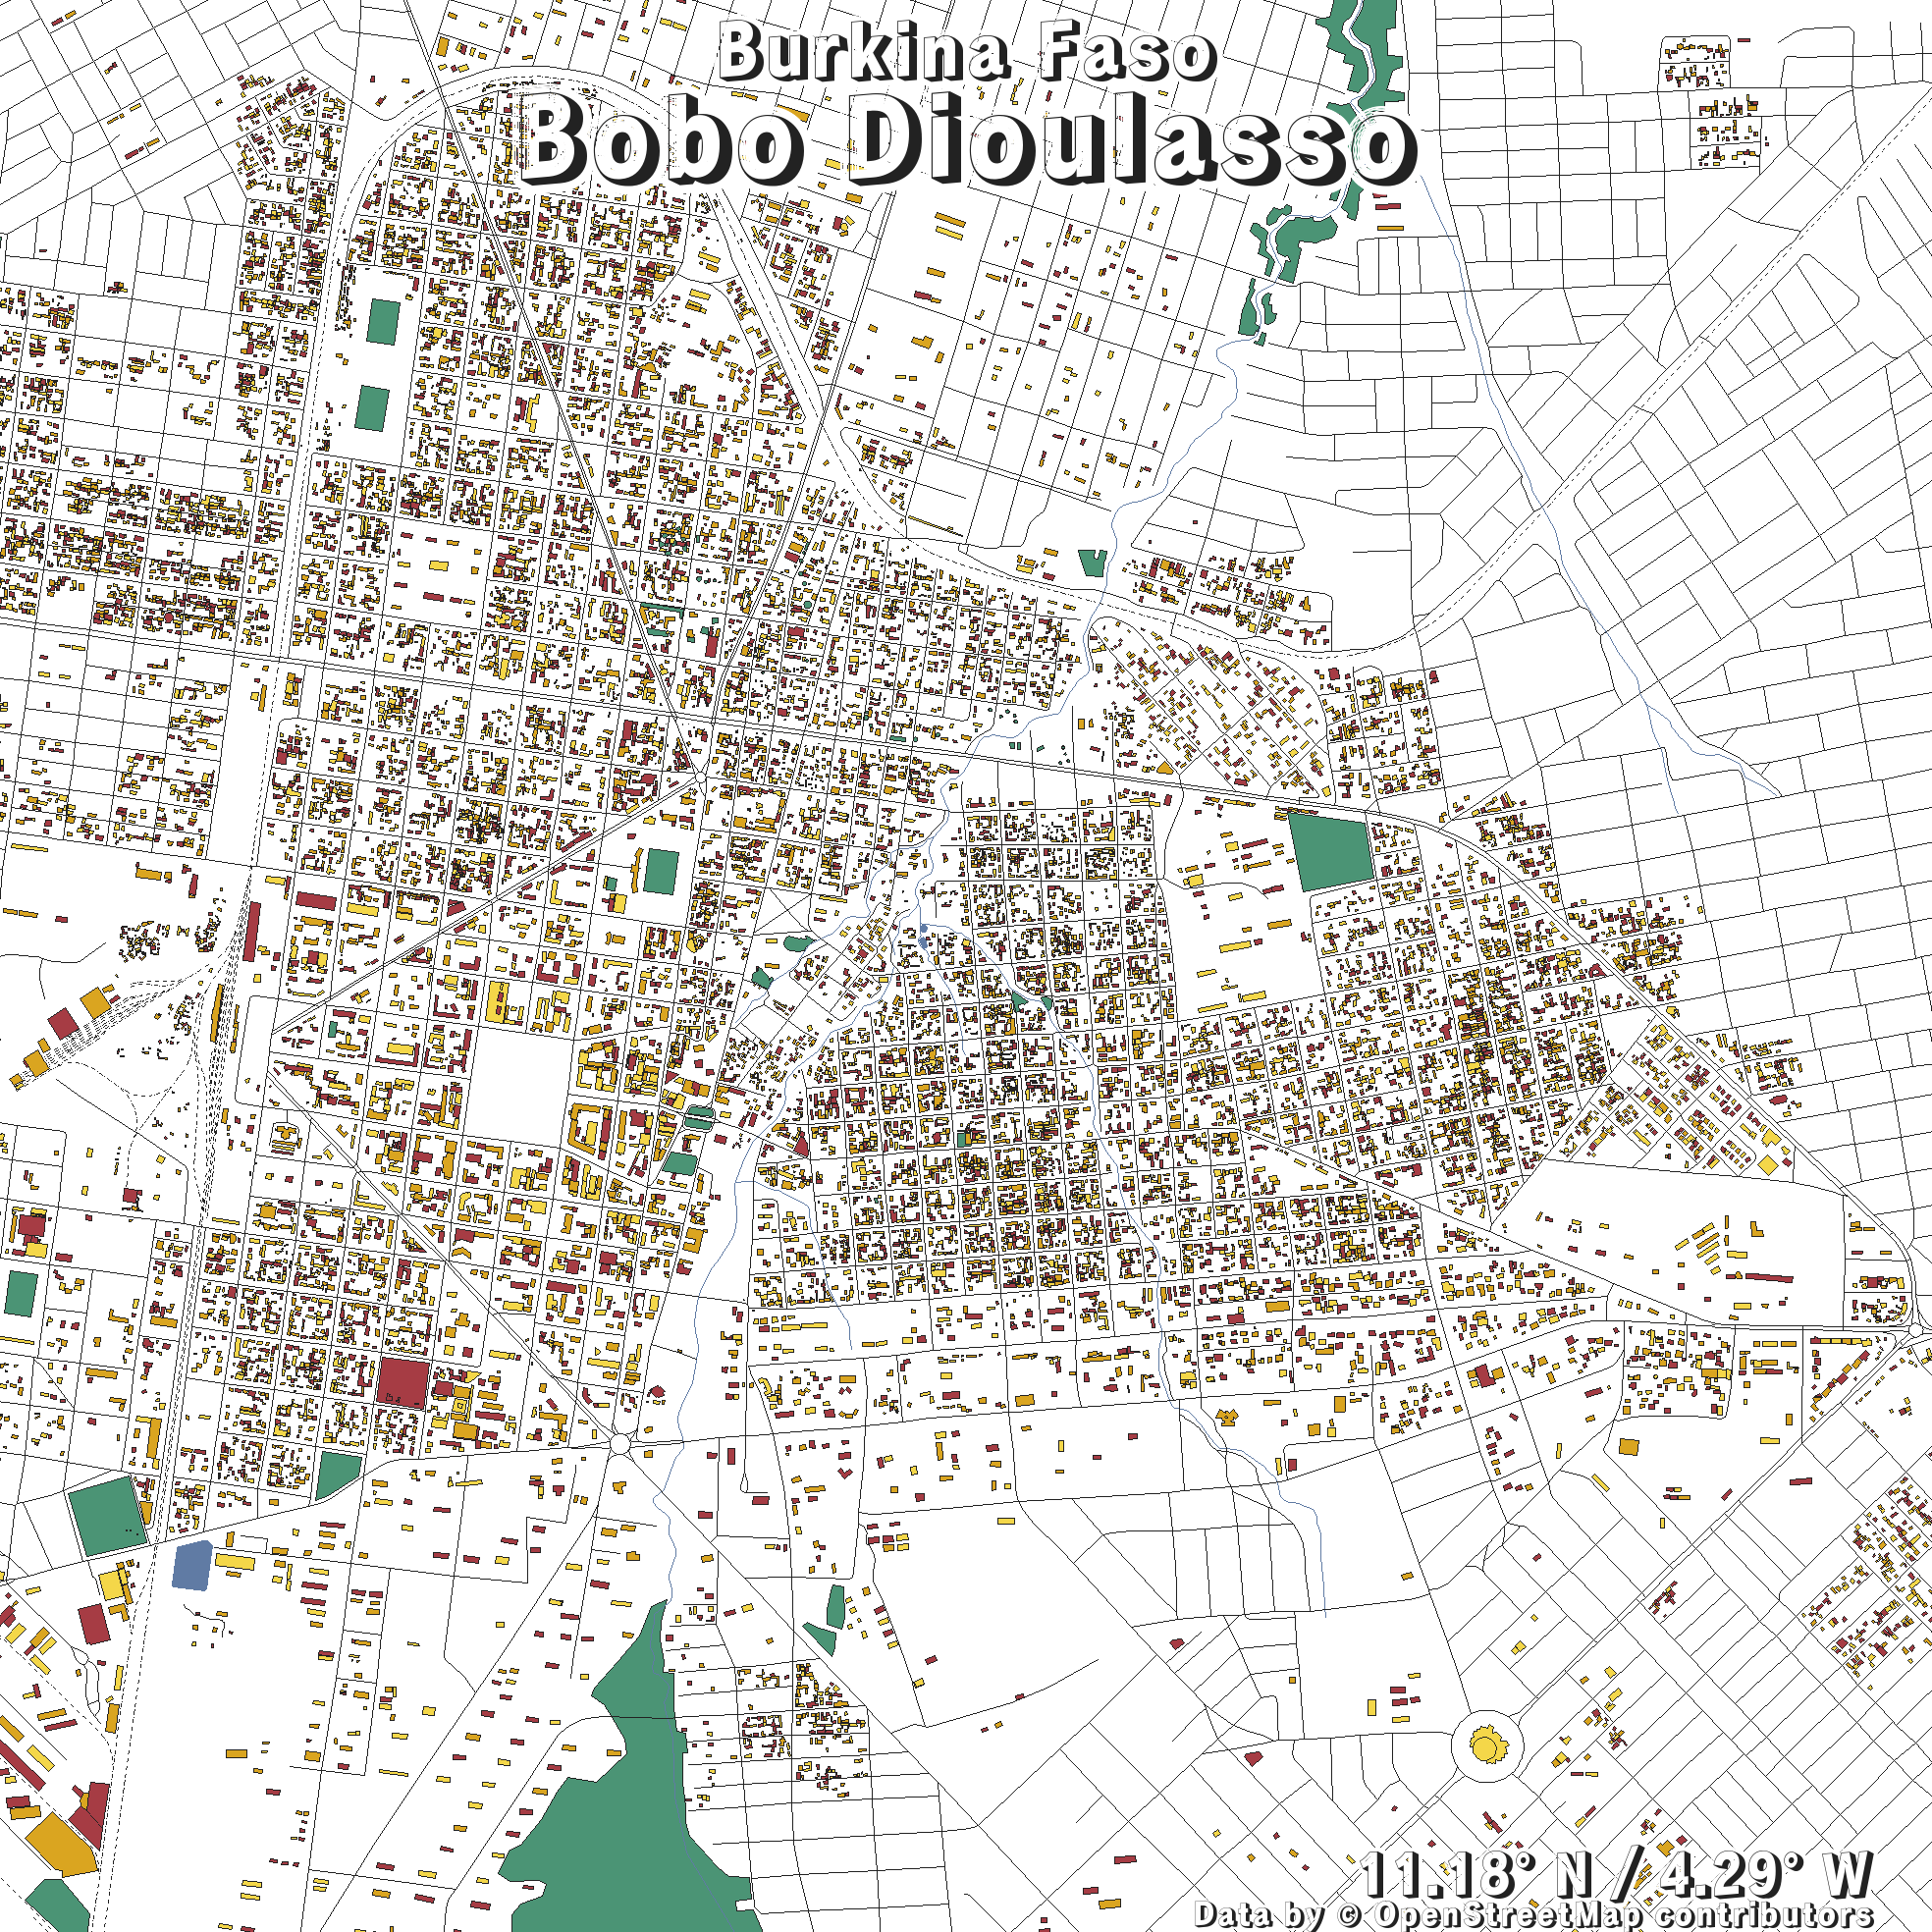 Burkina Faso
Bobo Dioulasso
11.18° N / 4.29° W
Data by © OpenStreetMap contributors